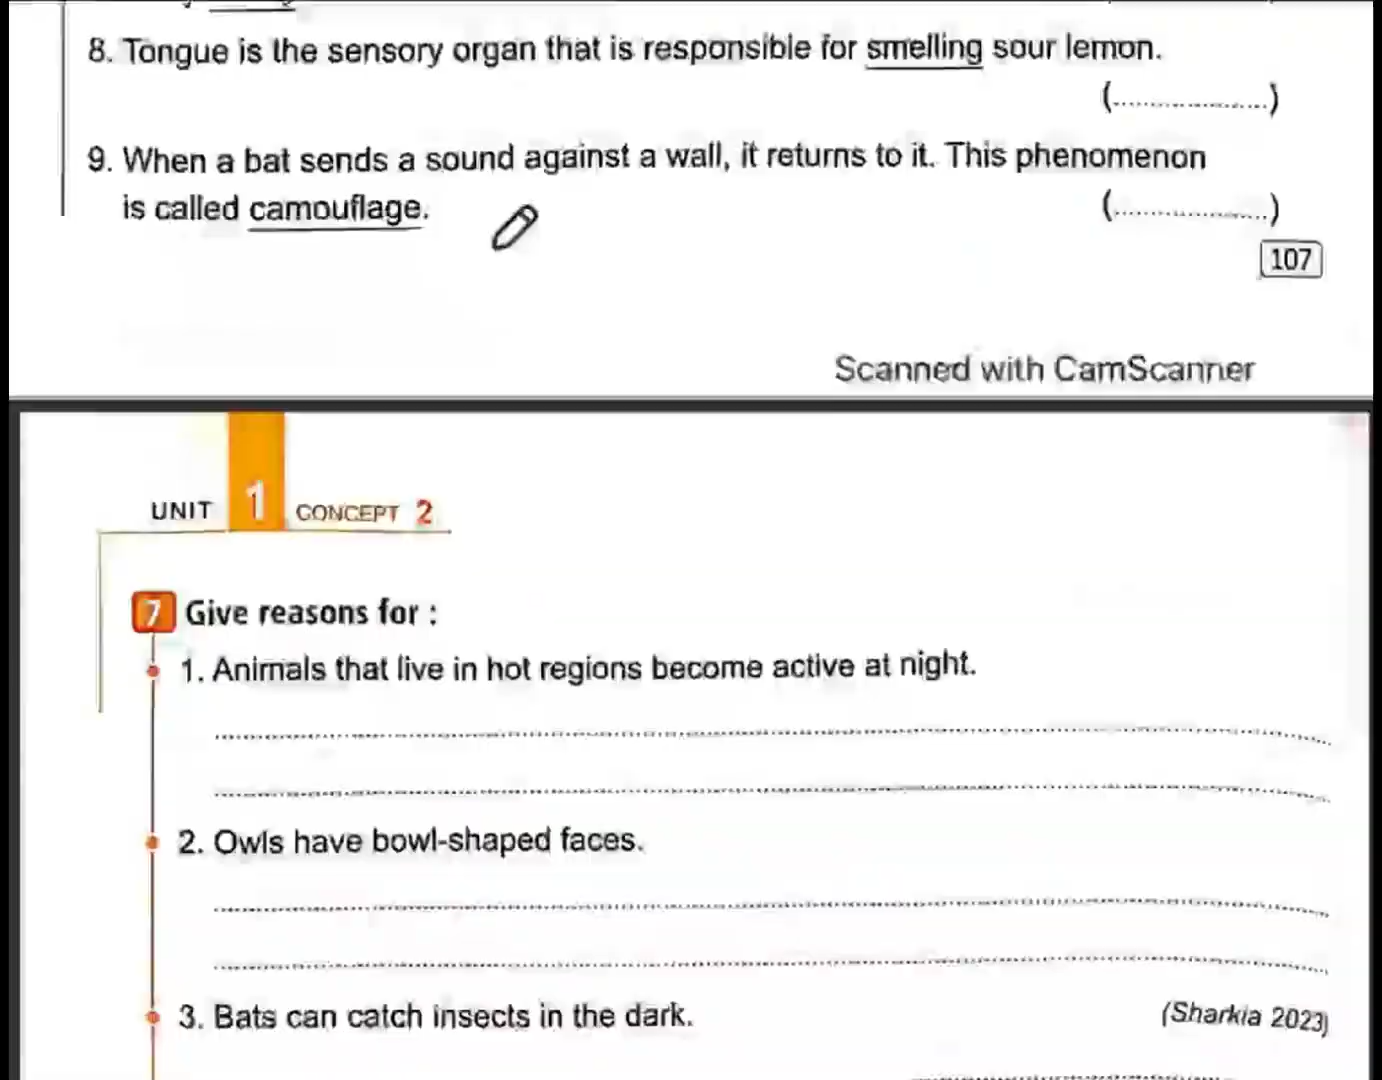 8. Tongue is the sensory organ that is responsible for smelling sour lemon.
(....................)
9. When a bat sends a sound against a wall, it returns to it. This phenomenon
is called camouflage.
(....................)
107
Scanned with CamScanner
UNIT 1 CONCEPT 2
7 Give reasons for :
1. Animals that live in hot regions become active at night.
2. Owls have bowl-shaped faces.
3. Bats can catch insects in the dark. (Sharkia 2023)